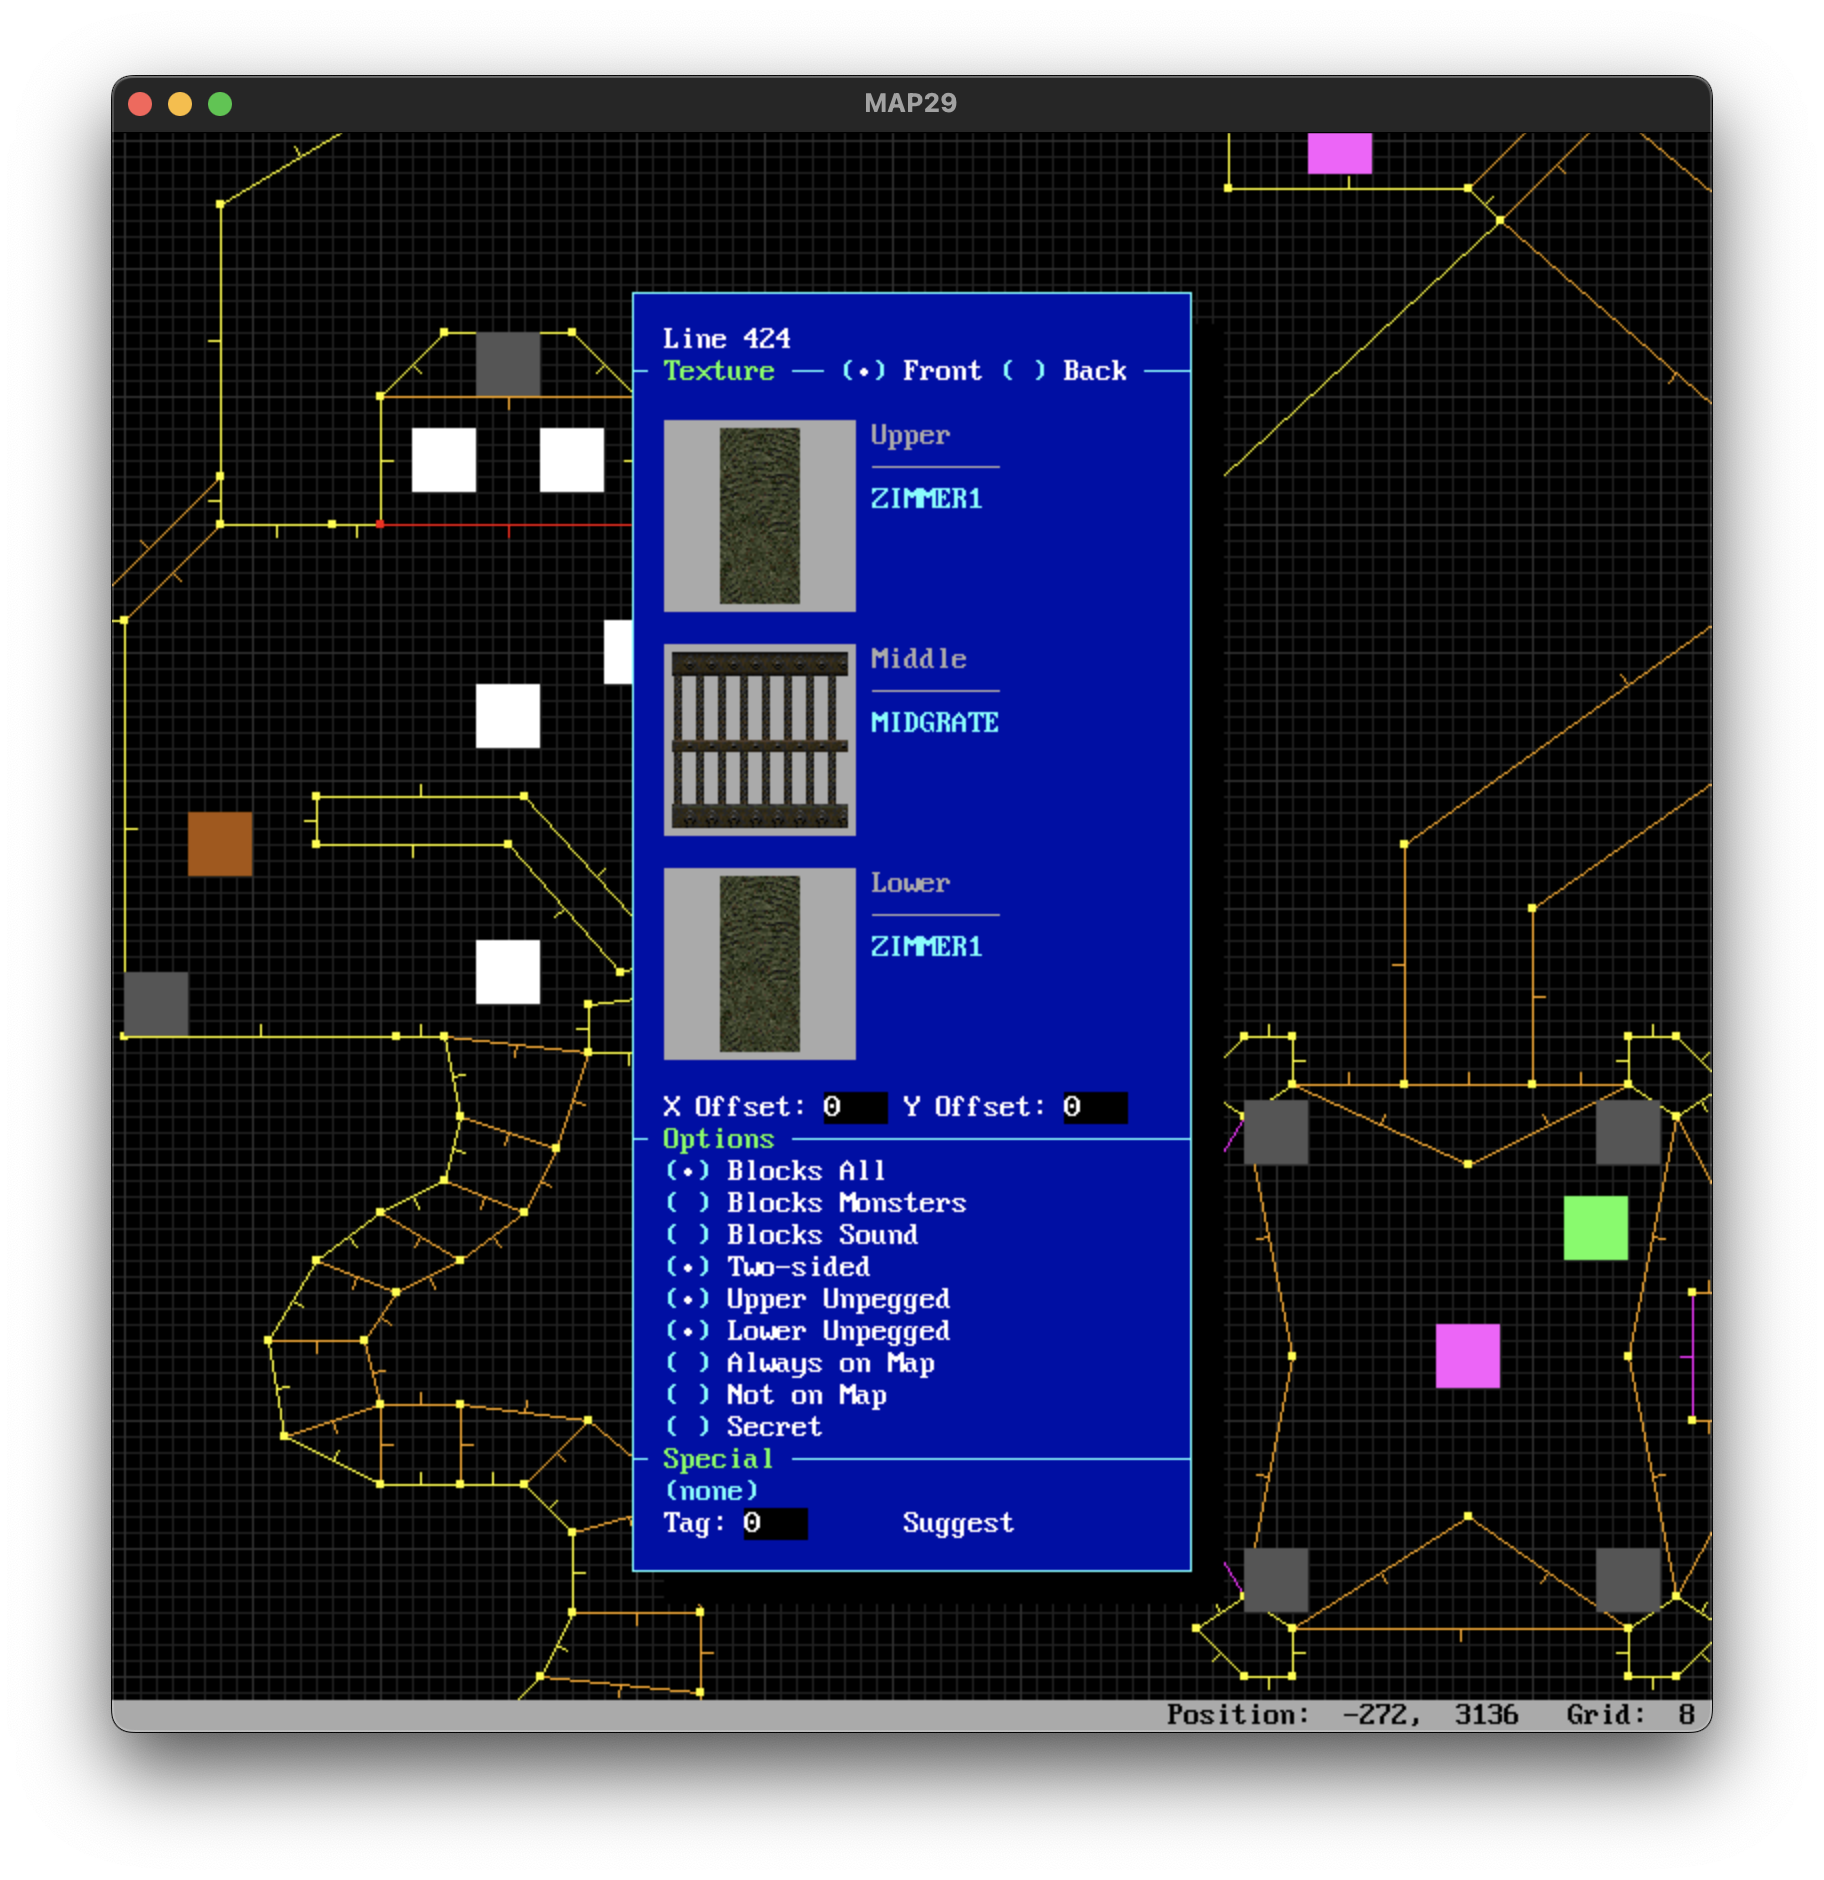 MAP29
Line 424
Texture (•) Front ( ) Back
Upper
ZIMMER1
Middle
MIDGRATE
Lower
ZIMMER1
X Offset: 0 Y Offset: 0
Options
(•) Blocks All
( ) Blocks Monsters
( ) Blocks Sound
(•) Two-sided
(•) Upper Unpegged
(•) Lower Unpegged
( ) Always on Map
( ) Not on Map
( ) Secret
Special
(none)
Tag: 0 Suggest
Position: -272, 3136 Grid: 8